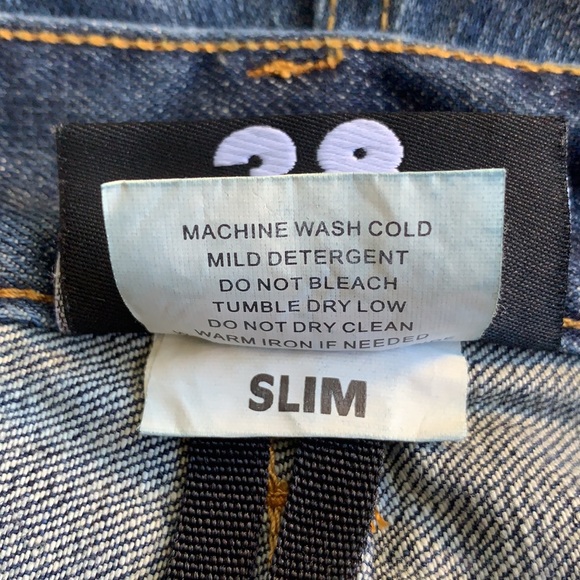 38
MACHINE WASH COLD
MILD DETERGENT
DO NOT BLEACH
TUMBLE DRY LOW
DO NOT DRY CLEAN
WARM IRON IF NEEDED
SLIM